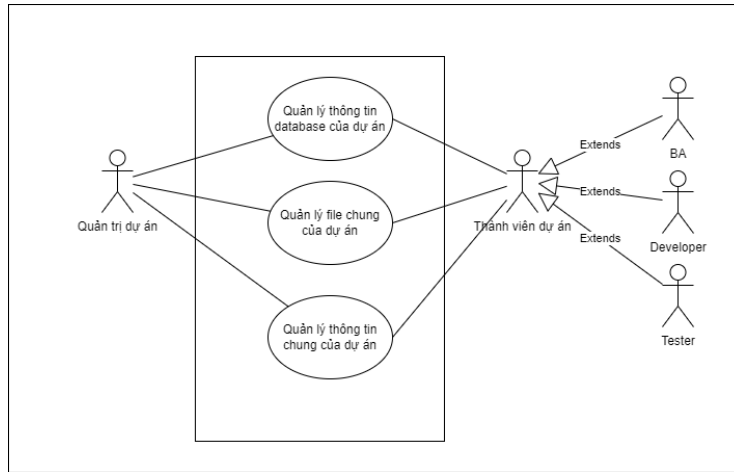 Quản lý thông tin
database của dự án
Quản trị dự án
Quản lý file chung
của dự án
Quản lý thông tin
chung của dự án
Thành viên dự án
Extends
BA
Extends
Developer
Extends
Tester